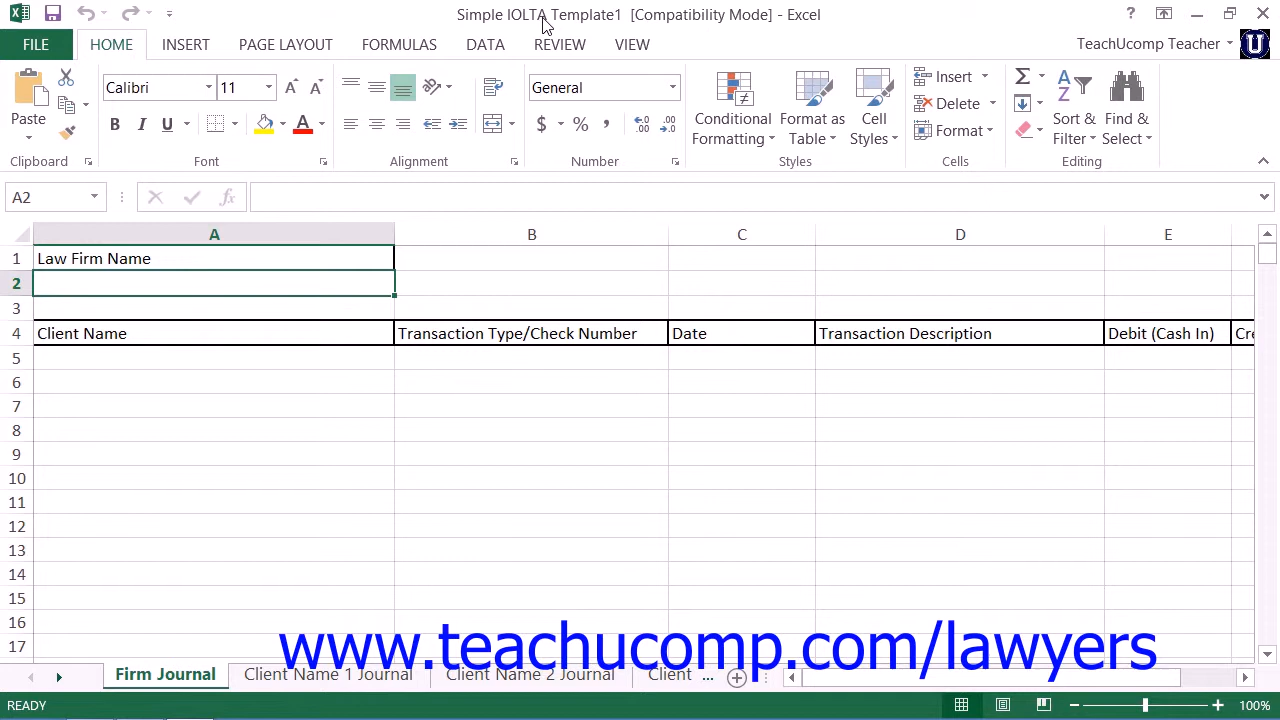 Simple IOLTA Template1 [Compatibility Mode] - Excel
?
FILE HOME INSERT PAGE LAYOUT FORMULAS DATA REVIEW VIEW TeachUcomp Teacher
Calibri 11 General
Paste
B I U $ % ,
Conditional Formatting
Format as Table
Cell Styles
Insert
Delete
Format
Sort & Filter
Find & Select
Clipboard Font Alignment Number Styles Cells Editing
A2 fx
A B C D E
1 Law Firm Name
2
3
4 Client Name Transaction Type/Check Number Date Transaction Description Debit (Cash In) Cre
5
6
7
8
9
10
11
12
13
14
15
16
17
www.teachucomp.com/lawyers
Firm Journal Client Name 1 Journal Client Name 2 Journal Client ...
READY 100%